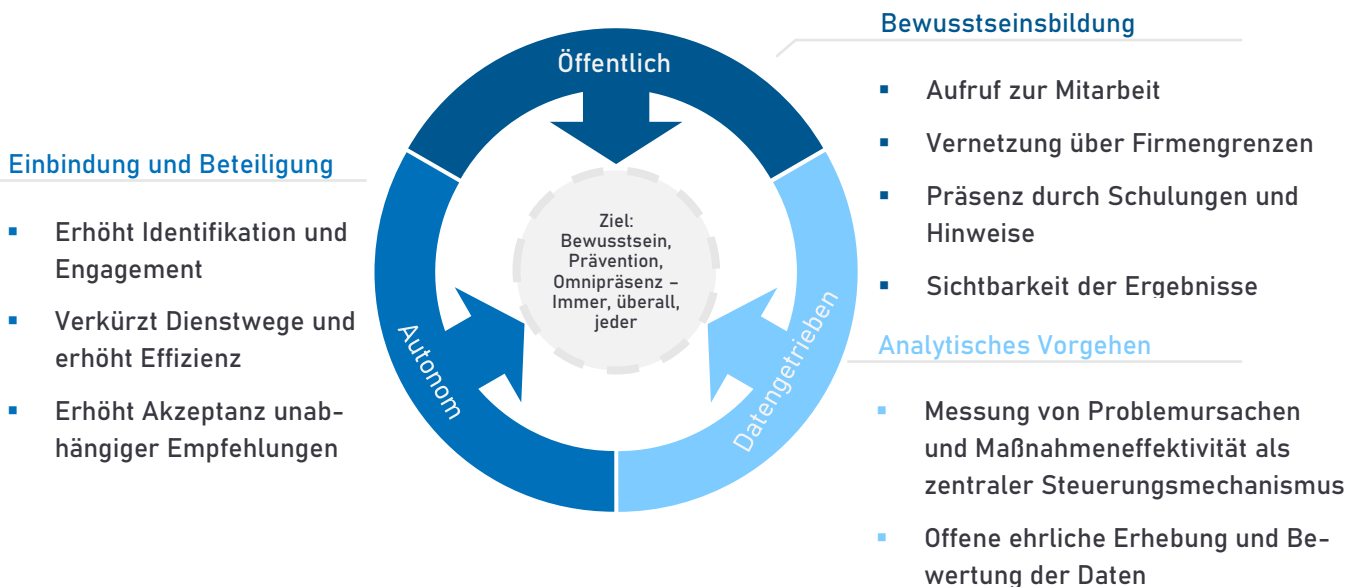 Einbindung und Beteiligung
Erhöht Identifikation und
Engagement
Verkürzt Dienstwege und
erhöht Effizienz
Erhöht Akzeptanz unab-
hängiger Empfehlungen
Öffentlich
Autonom
Datengetrieben
Ziel:
Bewusstsein,
Prävention,
Omnipräsenz –
Immer, überall,
jeder
Bewusstseinsbildung
Aufruf zur Mitarbeit
Vernetzung über Firmengrenzen
Präsenz durch Schulungen und
Hinweise
Sichtbarkeit der Ergebnisse
Analytisches Vorgehen
Messung von Problemursachen
und Maßnahmeneffektivität als
zentraler Steuerungsmechanismus
Offene ehrliche Erhebung und Be-
wertung der Daten